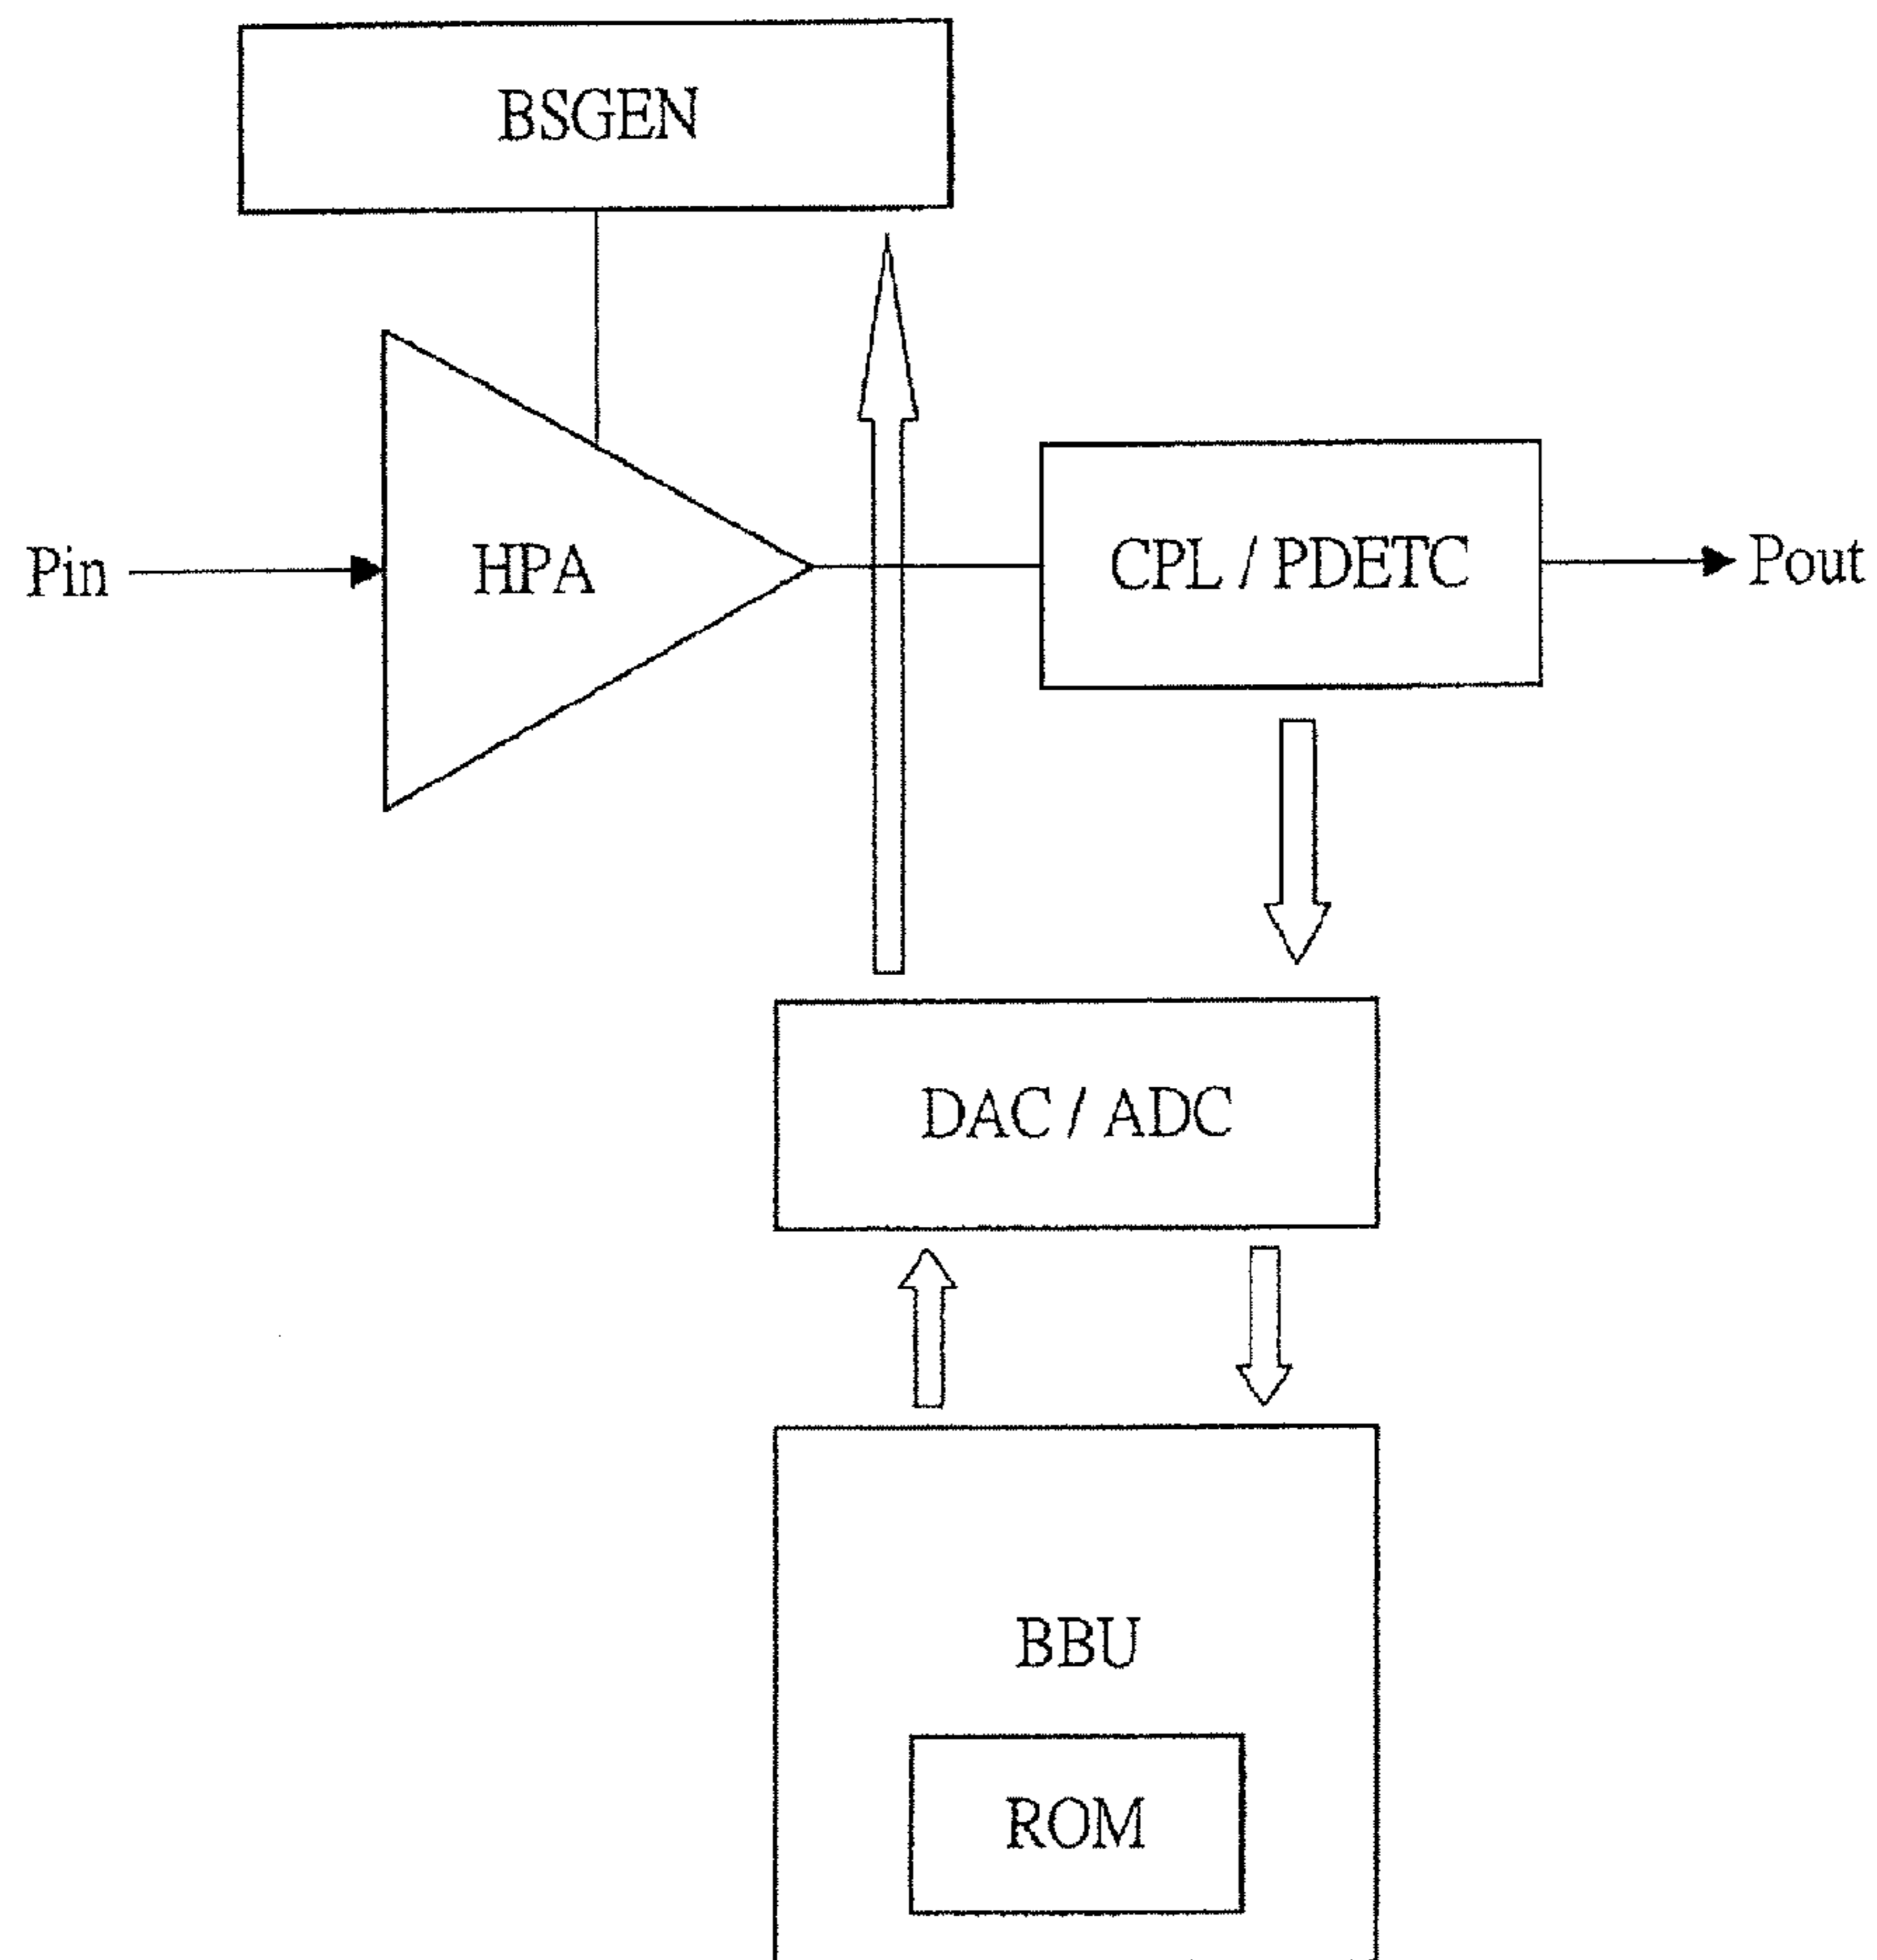 BSGEN
Pin
HPA
CPL / PDETC
Pout
DAC / ADC
BBU
ROM